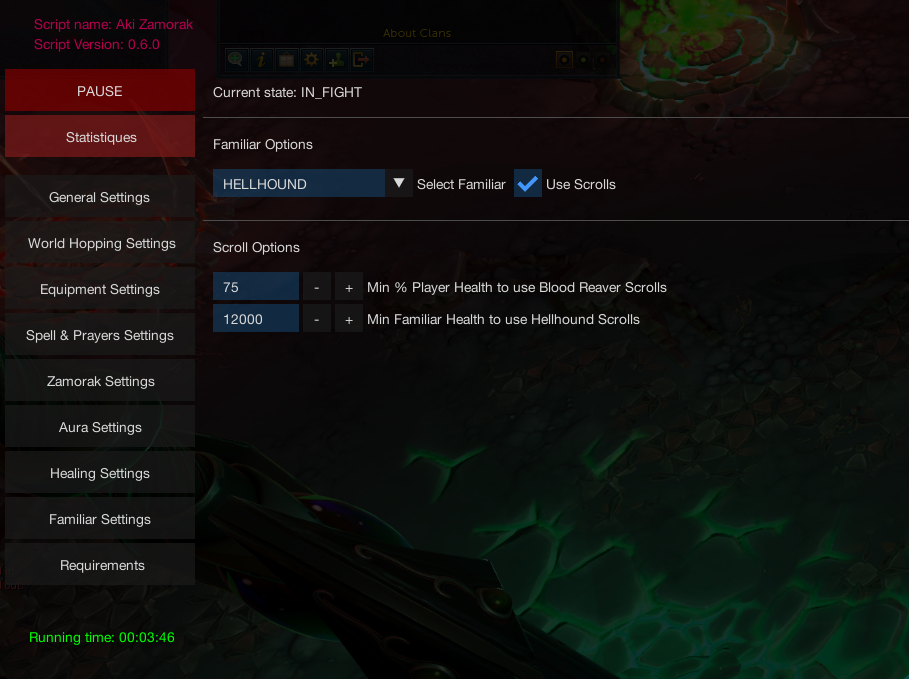 Script name: Aki Zamorak
Script Version: 0.6.0
About Clans
PAUSE
Statistiques
General Settings
World Hopping Settings
Equipment Settings
Spell & Prayers Settings
Zamorak Settings
Aura Settings
Healing Settings
Familiar Settings
Requirements
Running time: 00:03:46
Current state: IN_FIGHT
Familiar Options
HELLHOUND ▼ Select Familiar Use Scrolls
Scroll Options
75 - + Min % Player Health to use Blood Reaver Scrolls
12000 - + Min Familiar Health to use Hellhound Scrolls